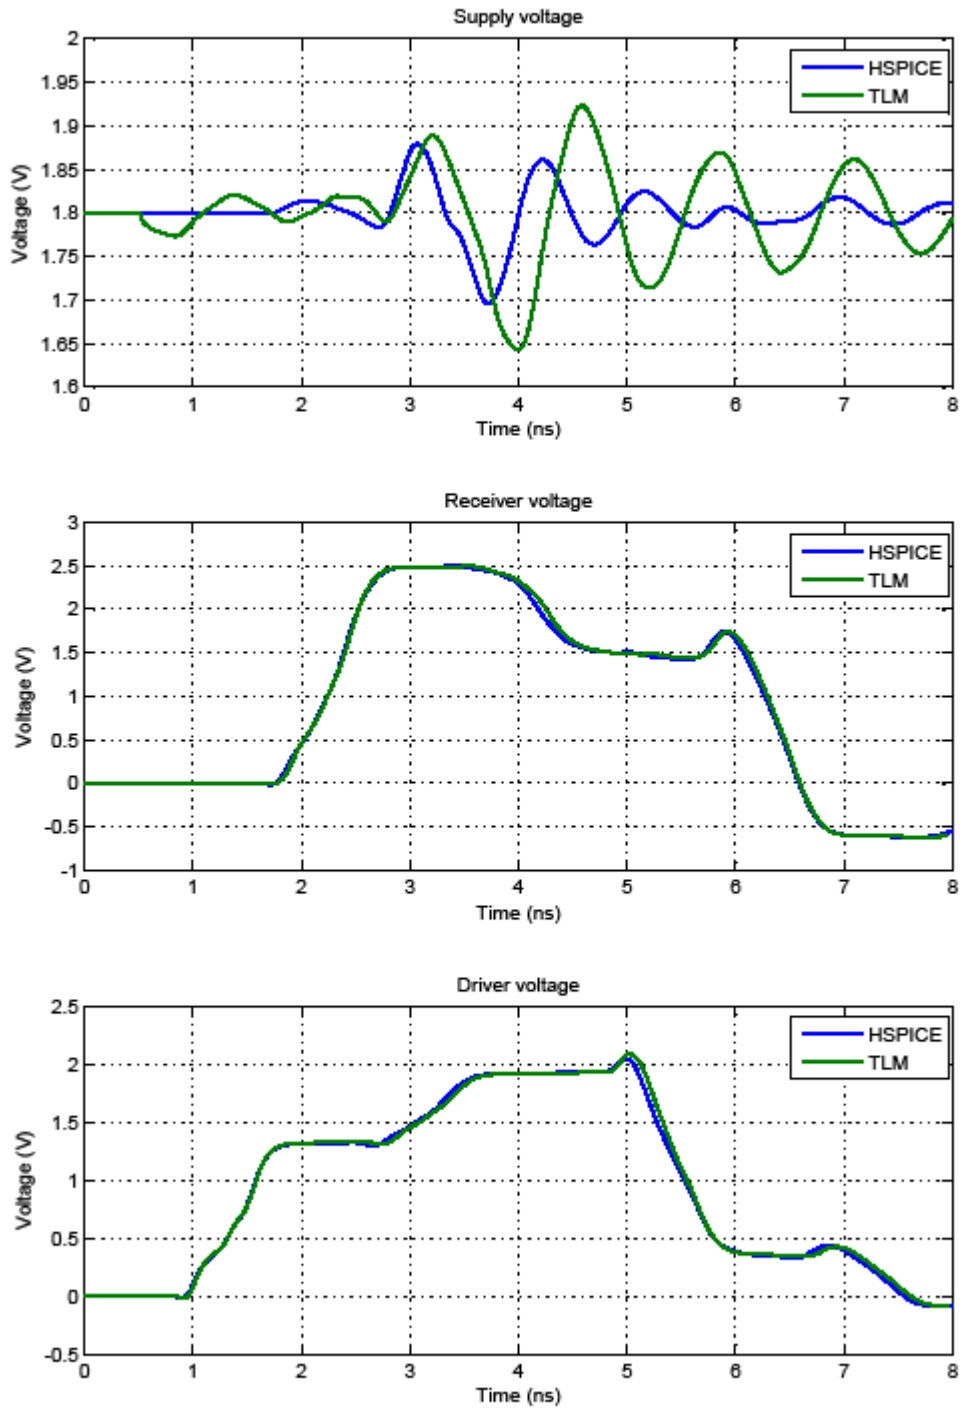 Supply voltage
2
1.95
1.9
1.85
1.8
1.75
1.7
1.65
1.6
Voltage (V)
HSPICE
TLM
0 1 2 3 4 5 6 7 8
Time (ns)
Receiver voltage
3
2.5
2
1.5
1
0.5
0
-0.5
-1
Voltage (V)
HSPICE
TLM
0 1 2 3 4 5 6 7 8
Time (ns)
Driver voltage
2.5
2
1.5
1
0.5
0
-0.5
Voltage (V)
HSPICE
TLM
0 1 2 3 4 5 6 7 8
Time (ns)